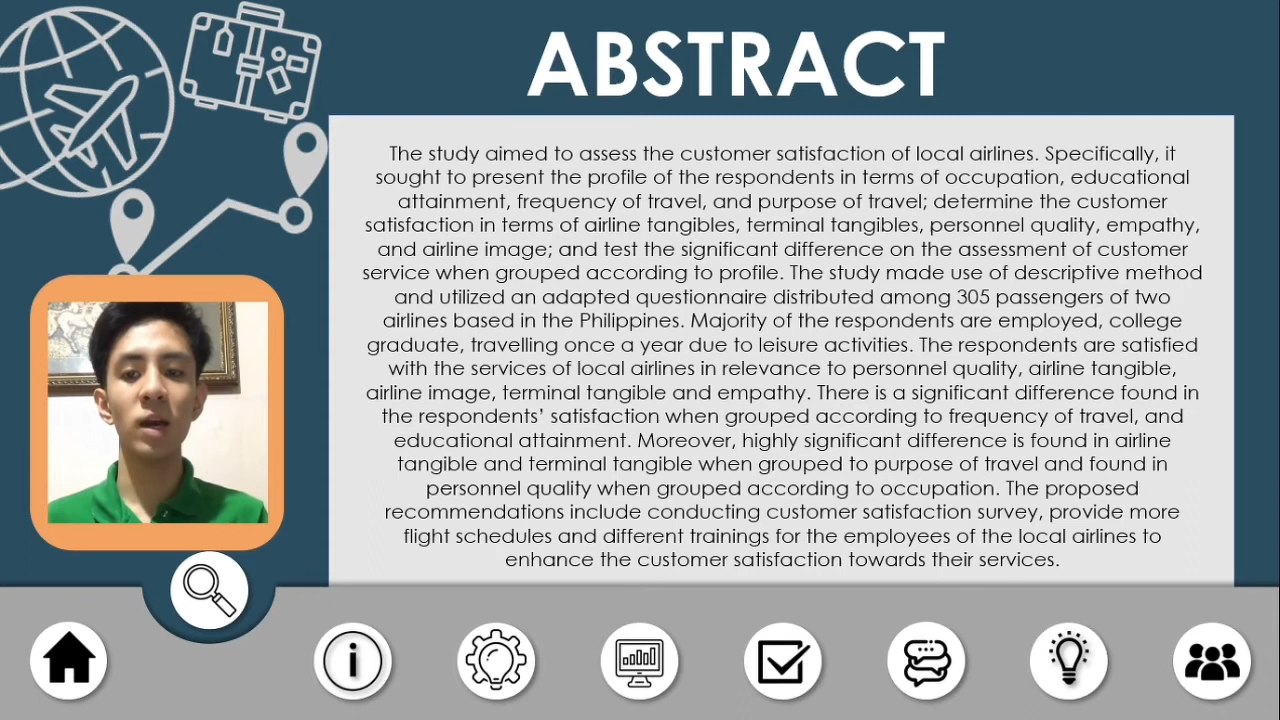 ABSTRACT
The study aimed to assess the customer satisfaction of local airlines. Specifically, it
sought to present the profile of the respondents in terms of occupation, educational
attainment, frequency of travel, and purpose of travel; determine the customer
satisfaction in terms of airline tangibles, terminal tangibles, personnel quality, empathy,
and airline image; and test the significant difference on the assessment of customer
service when grouped according to profile. The study made use of descriptive method
and utilized an adapted questionnaire distributed among 305 passengers of two
airlines based in the Philippines. Majority of the respondents are employed, college
graduate, travelling once a year due to leisure activities. The respondents are satisfied
with the services of local airlines in relevance to personnel quality, airline tangible,
airline image, terminal tangible and empathy. There is a significant difference found in
the respondents’ satisfaction when grouped according to frequency of travel, and
educational attainment. Moreover, highly significant difference is found in airline
tangible and terminal tangible when grouped to purpose of travel and found in
personnel quality when grouped according to occupation. The proposed
recommendations include conducting customer satisfaction survey, provide more
flight schedules and different trainings for the employees of the local airlines to
enhance the customer satisfaction towards their services.